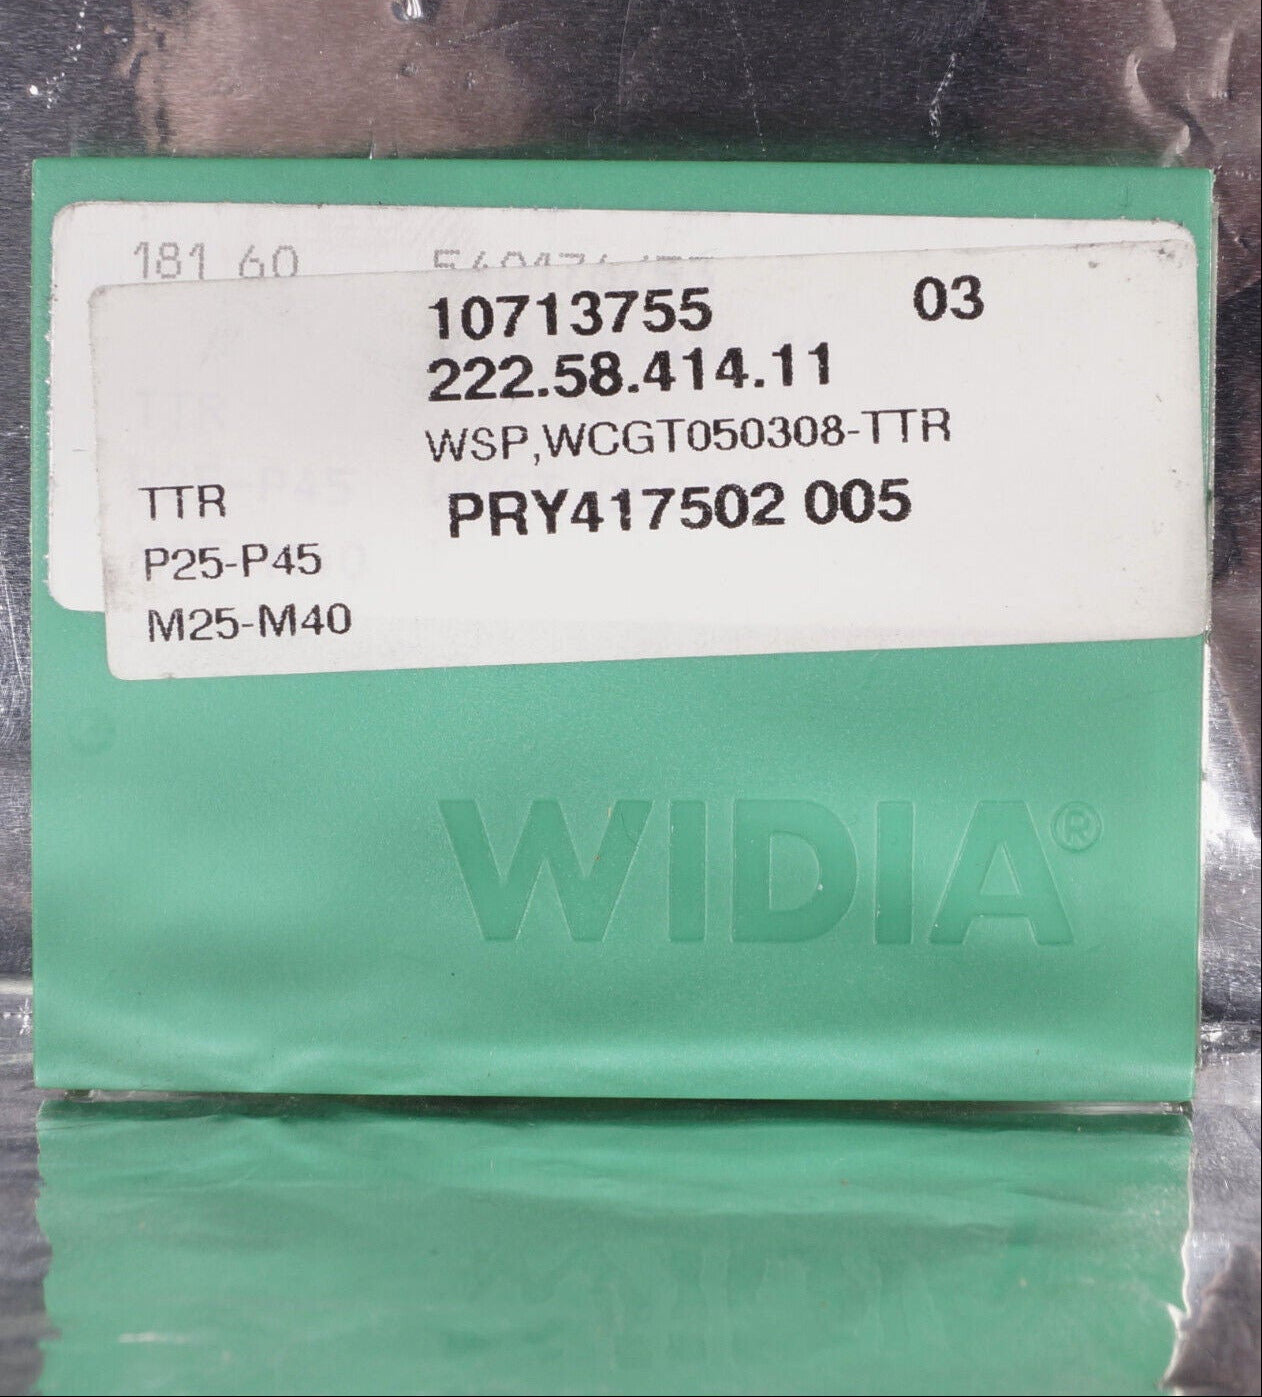 181 60
10713755 03
222.58.414.11
WSP,WCGT050308-TTR
TTR PRY417502 005
P25-P45
M25-M40
WIDIA®